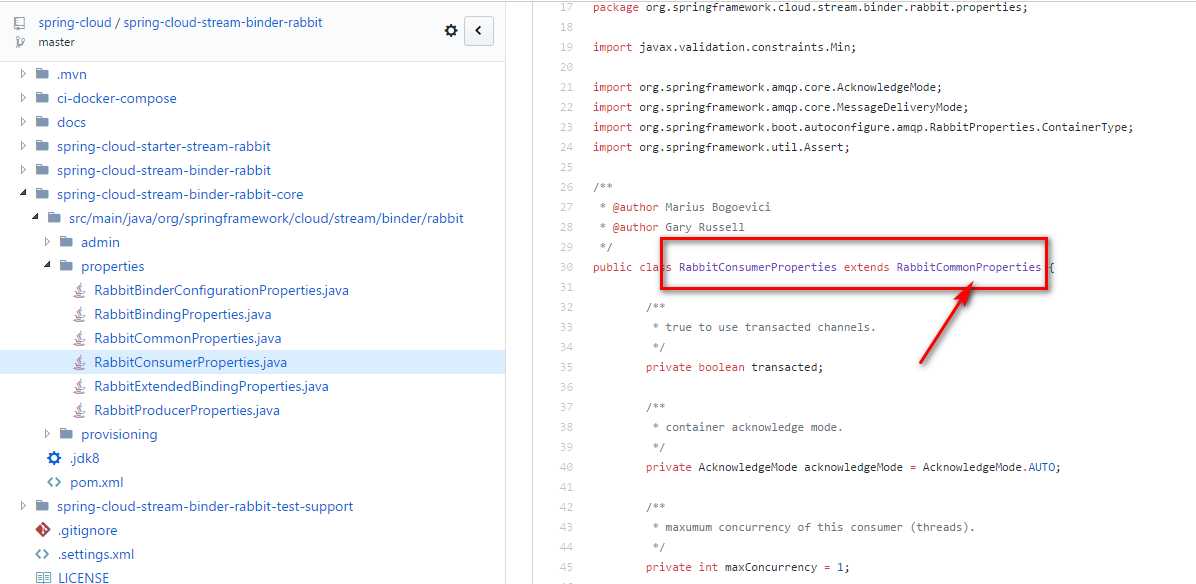 spring-cloud / spring-cloud-stream-binder-rabbit
master
.mvn
ci-docker-compose
docs
spring-cloud-starter-stream-rabbit
spring-cloud-stream-binder-rabbit
spring-cloud-stream-binder-rabbit-core
src/main/java/org/springframework/cloud/stream/binder/rabbit
admin
properties
RabbitBinderConfigurationProperties.java
RabbitBindingProperties.java
RabbitCommonProperties.java
RabbitConsumerProperties.java
RabbitExtendedBindingProperties.java
RabbitProducerProperties.java
provisioning
.jdk8
pom.xml
spring-cloud-stream-binder-rabbit-test-support
.gitignore
.settings.xml
LICENSE
17 package org.springframework.cloud.stream.binder.rabbit.properties;
18
19 import javax.validation.constraints.Min;
20
21 import org.springframework.amqp.core.AcknowledgeMode;
22 import org.springframework.amqp.core.MessageDeliveryMode;
23 import org.springframework.boot.autoconfigure.amqp.RabbitProperties.ContainerType;
24 import org.springframework.util.Assert;
25
26 /**
27 * @author Marius Bogoevici
28 * @author Gary Russell
29 */
30 public class RabbitConsumerProperties extends RabbitCommonProperties {
31
32 /**
33 * true to use transacted channels.
34 */
35 private boolean transacted;
36
37 /**
38 * container acknowledge mode.
39 */
40 private AcknowledgeMode acknowledgeMode = AcknowledgeMode.AUTO;
41
42 /**
43 * maxumum concurrency of this consumer (threads).
44 */
45 private int maxConcurrency = 1;